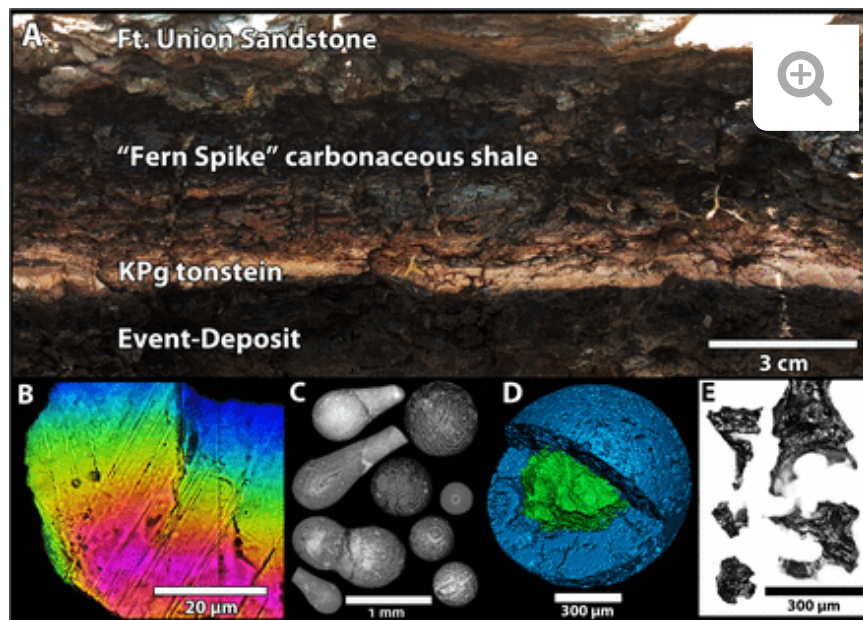 A
Ft. Union Sandstone
“Fern Spike” carbonaceous shale
KPg tonstein
Event-Deposit
3 cm
B
C
D
E
20 µm
1 mm
300 µm
300 µm